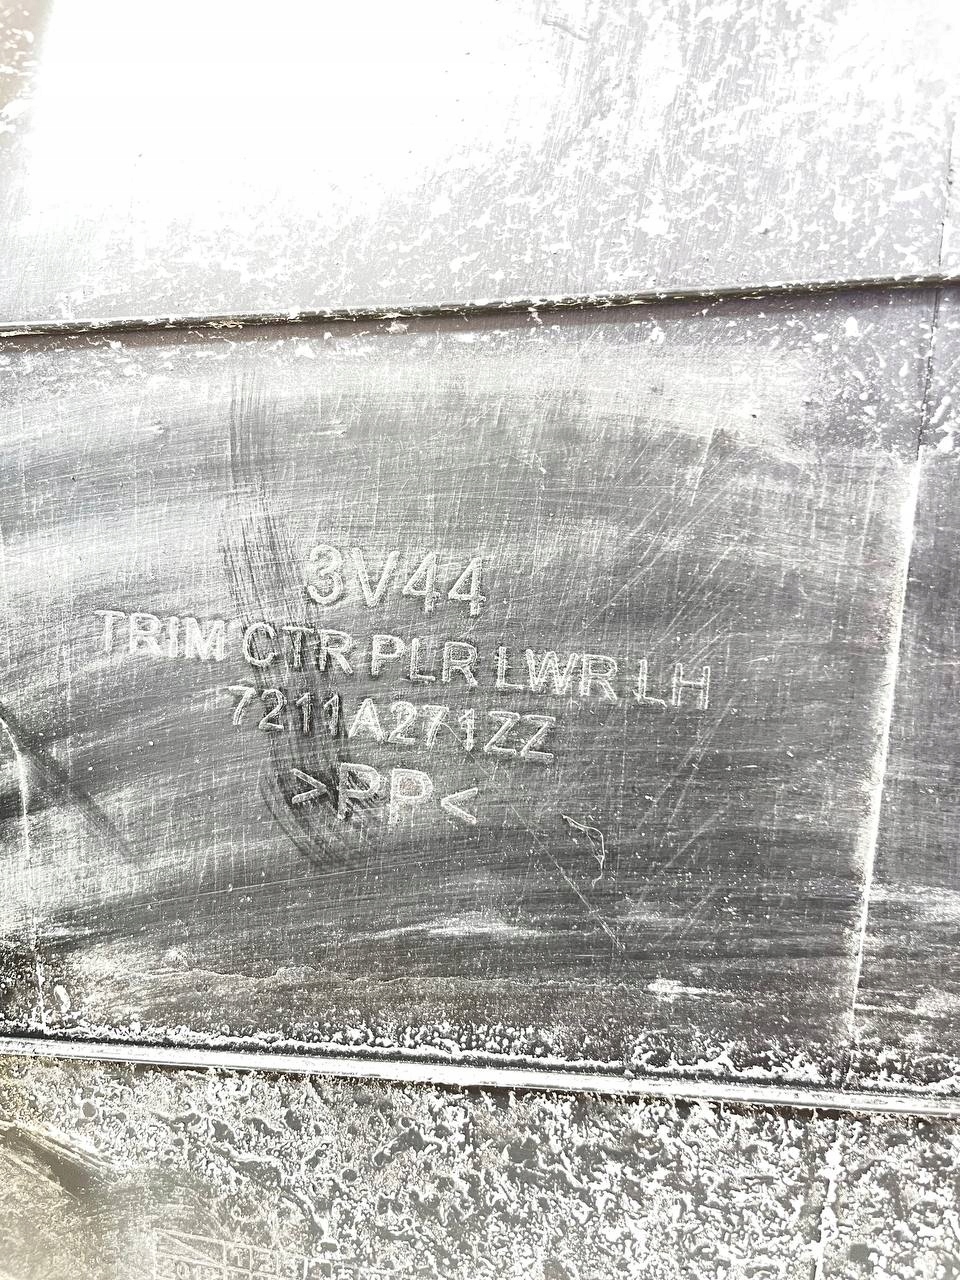 3V44
TRIM CTR PLR LWR LH
7211A271ZZ
>PP<